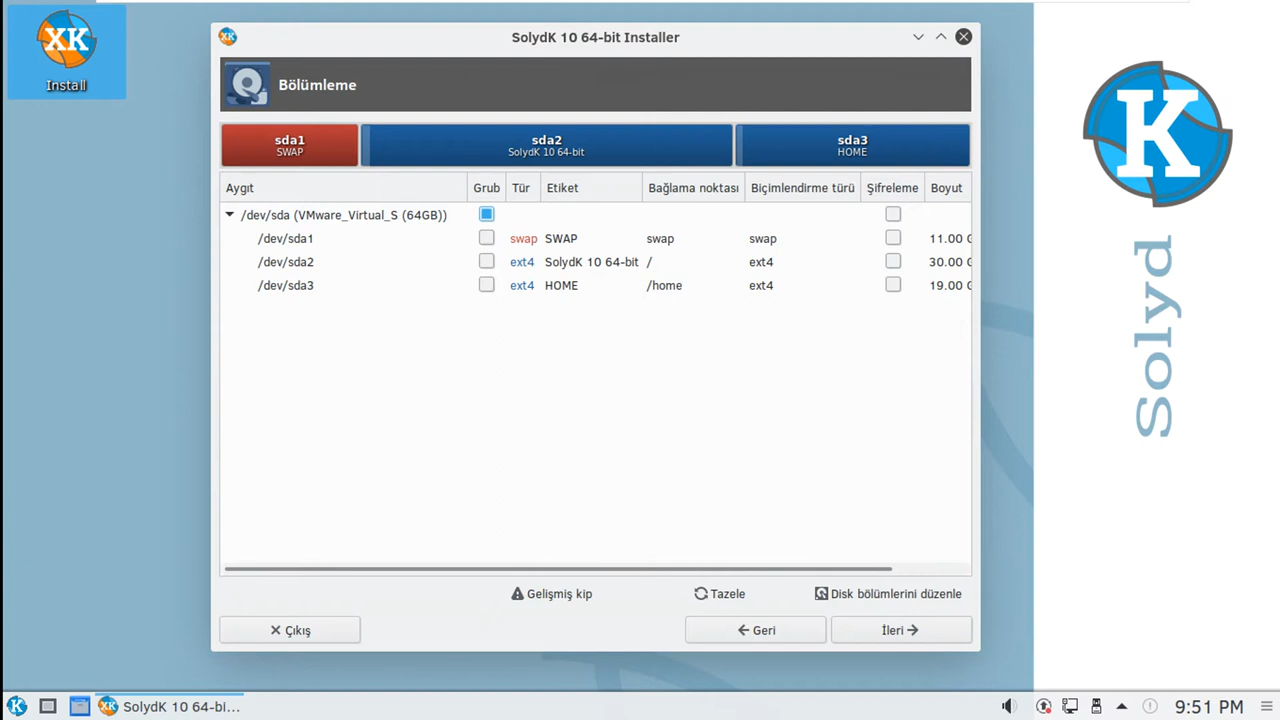 XK
Install
SolydK 10 64-bit Installer
Bölümleme
sda1
SWAP
sda2
SolydK 10 64-bit
sda3
HOME
Aygıt Grub Tür Etiket Bağlama noktası Biçimlendirme türü Şifreleme Boyut
/dev/sda (VMware_Virtual_S (64GB))
/dev/sda1 swap SWAP swap swap 11.00 G
/dev/sda2 ext4 SolydK 10 64-bit / ext4 30.00 G
/dev/sda3 ext4 HOME /home ext4 19.00 G
Gelişmiş kip Tazele Disk bölümlerini düzenle
Çıkış Geri İleri
K
Solyd
K XK SolydK 10 64-bi... 9:51 PM